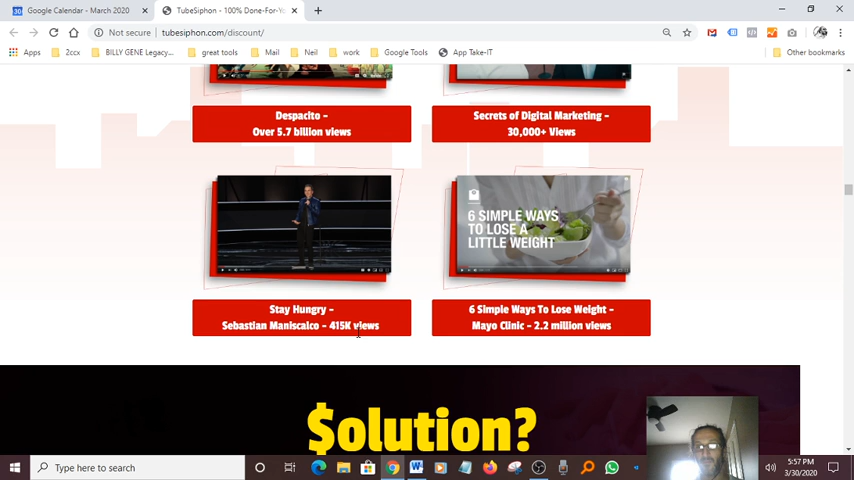 Google Calendar - March 2020
TubeSiphon - 100% Done-For-Yo
Not secure
tubesiphon.com/discount/
Apps
2ccx
BILLY GENE Legacy...
great tools
Mail
Neil
work
Google Tools
App Take-IT
Other bookmarks
Despacito –
Over 5.7 billion views
Secrets of Digital Marketing –
30,000+ Views
6 SIMPLE WAYS
TO LOSE A
LITTLE WEIGHT
Stay Hungry –
Sebastian Maniscalco – 415K views
6 Simple Ways To Lose Weight –
Mayo Clinic – 2.2 million views
$olution?
Type here to search
5:57 PM
3/30/2020